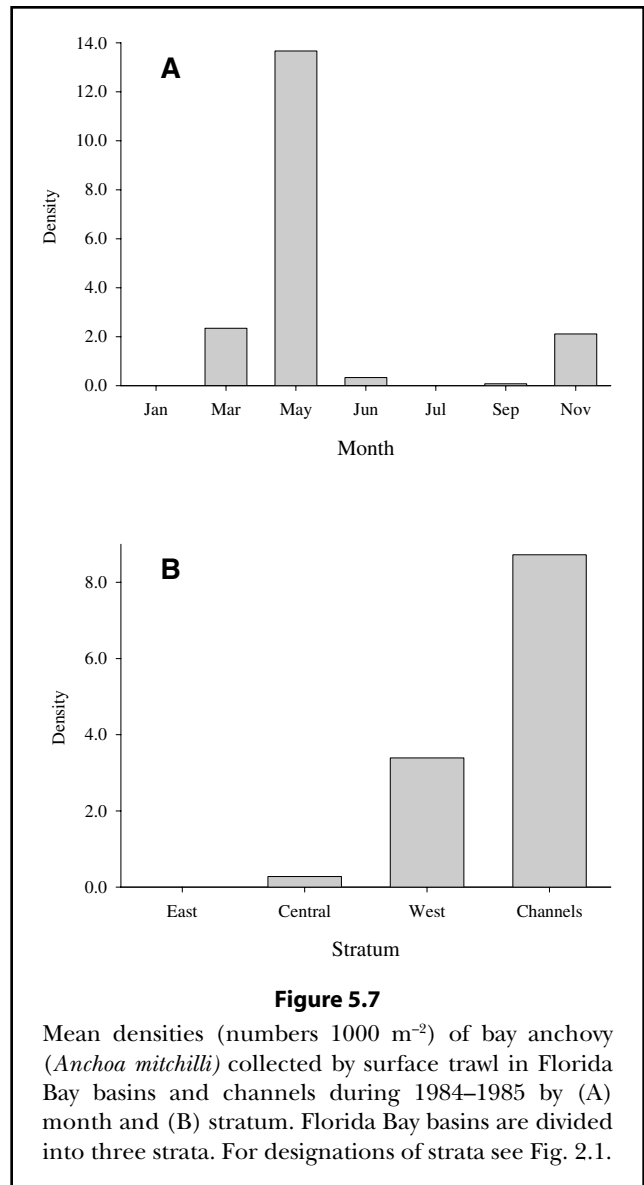 A
14.0
12.0
10.0
8.0
6.0
4.0
2.0
0.0
Density
Jan Mar May Jun Jul Sep Nov
Month
B
8.0
6.0
4.0
2.0
0.0
Density
East Central West Channels
Stratum
Figure 5.7
Mean densities (numbers 1000 m⁻²) of bay anchovy
(Anchoa mitchilli) collected by surface trawl in Florida
Bay basins and channels during 1984–1985 by (A)
month and (B) stratum. Florida Bay basins are divided
into three strata. For designations of strata see Fig. 2.1.